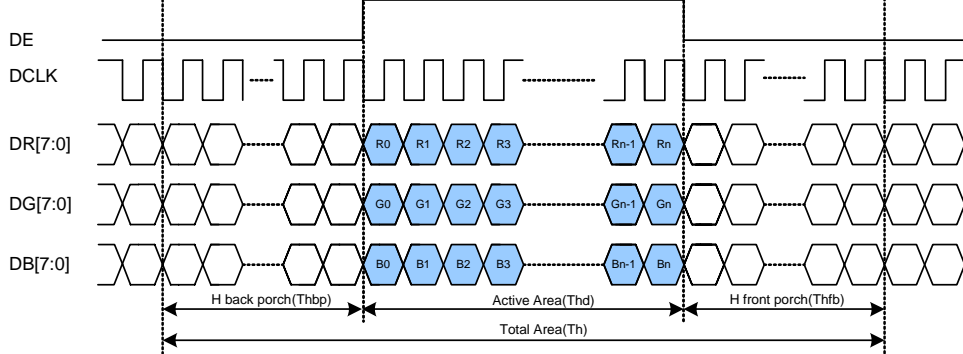 DE
DCLK
DR[7:0] R0 R1 R2 R3 Rn-1 Rn
DG[7:0] G0 G1 G2 G3 Gn-1 Gn
DB[7:0] B0 B1 B2 B3 Bn-1 Bn
H back porch(Thbp) Active Area(Thd) H front porch(Thfb)
Total Area(Th)